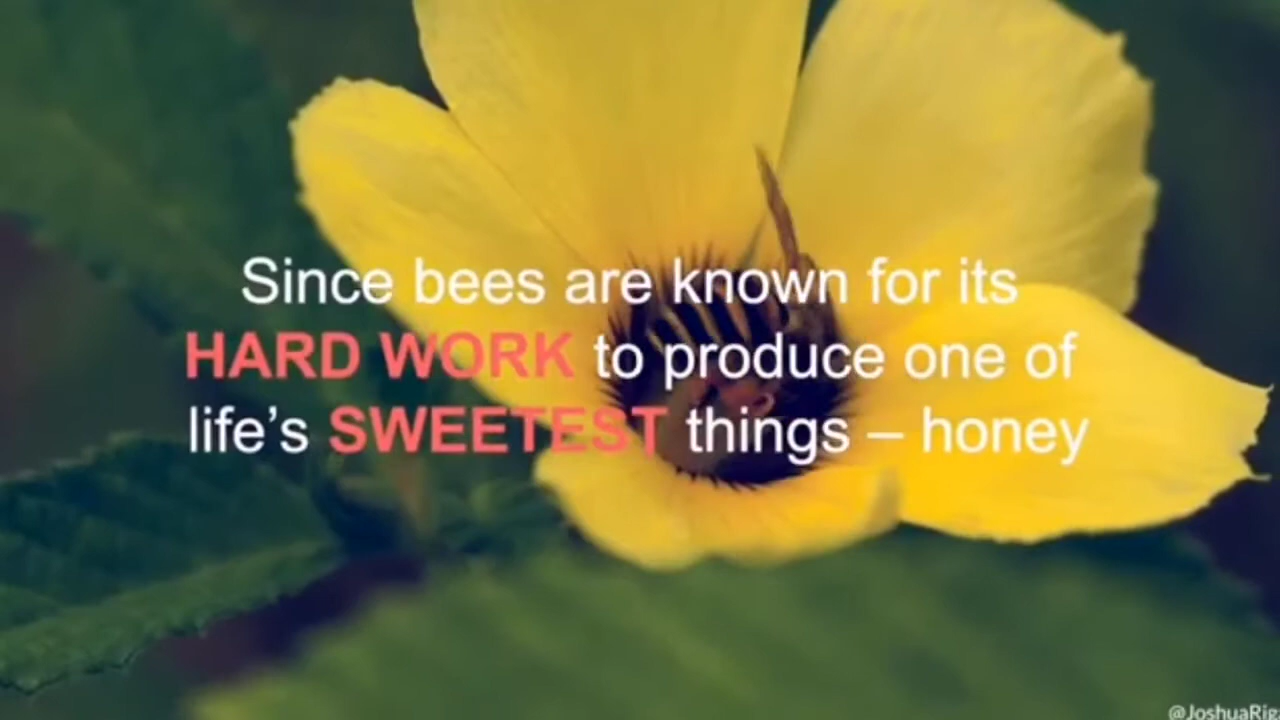 Since bees are known for its
HARD WORK to produce one of
life’s SWEETEST things – honey